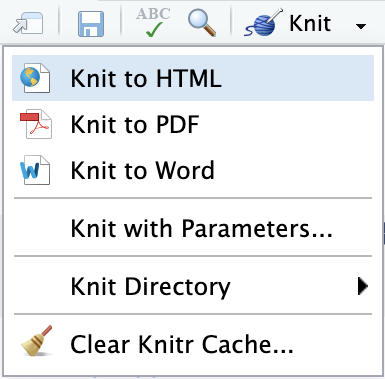 ABC
Knit
Knit to HTML
Knit to PDF
Knit to Word
Knit with Parameters...
Knit Directory
Clear Knitr Cache...